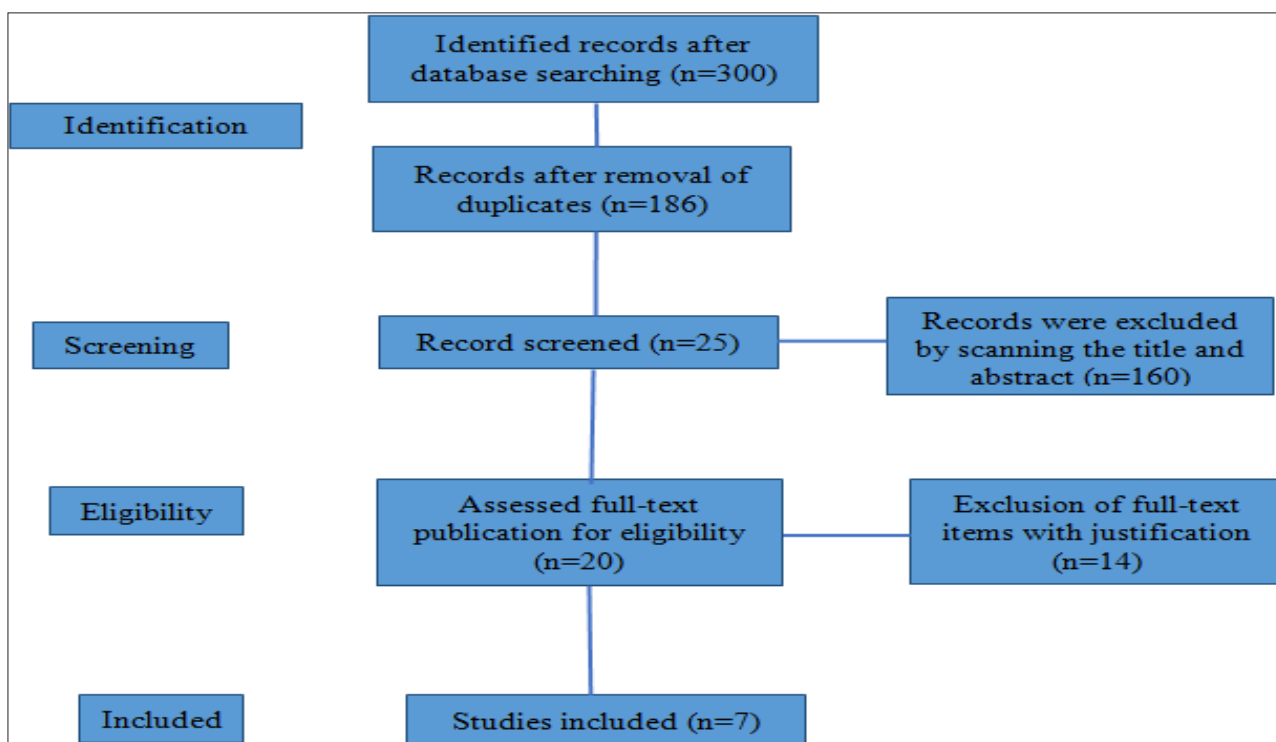 Identified records after
database searching (n=300)
Identification
Records after removal of
duplicates (n=186)
Screening
Record screened (n=25)
Records were excluded
by scanning the title and
abstract (n=160)
Eligibility
Assessed full-text
publication for eligibility
(n=20)
Exclusion of full-text
items with justification
(n=14)
Included
Studies included (n=7)